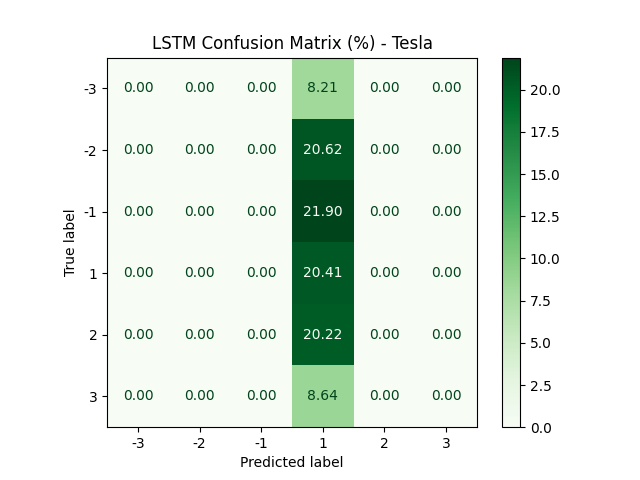 LSTM Confusion Matrix (%) - Tesla
-3 0.00 0.00 0.00 8.21 0.00 0.00
-2 0.00 0.00 0.00 20.62 0.00 0.00
-1 0.00 0.00 0.00 21.90 0.00 0.00
1 0.00 0.00 0.00 20.41 0.00 0.00
2 0.00 0.00 0.00 20.22 0.00 0.00
3 0.00 0.00 0.00 8.64 0.00 0.00
-3 -2 -1 1 2 3
Predicted label
True label
20.0
17.5
15.0
12.5
10.0
7.5
5.0
2.5
0.0